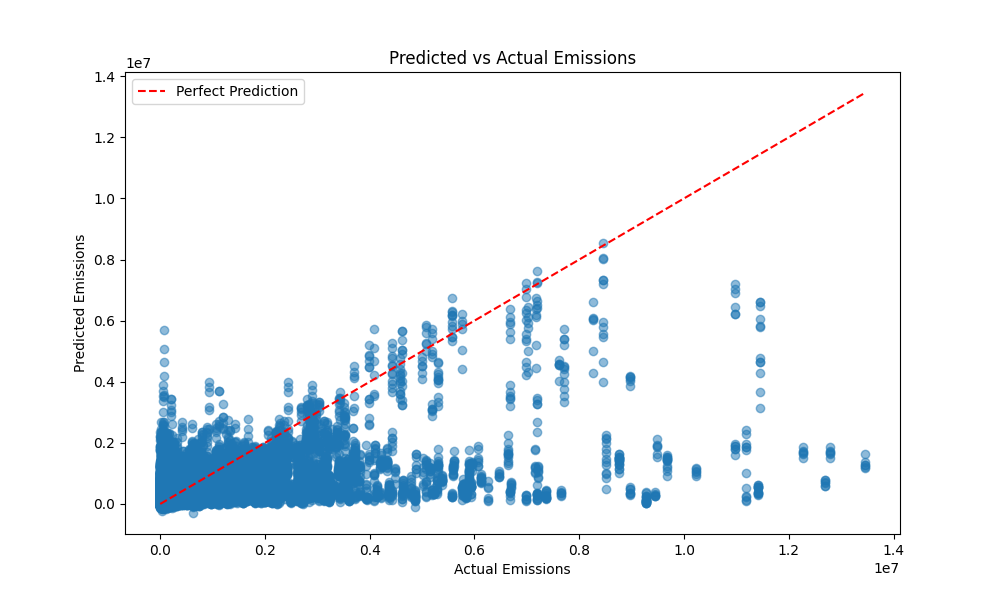 Predicted vs Actual Emissions
1e7
1.4
1.2
1.0
0.8
0.6
0.4
0.2
0.0
Predicted Emissions
Perfect Prediction
0.0 0.2 0.4 0.6 0.8 1.0 1.2 1.4
1e7
Actual Emissions